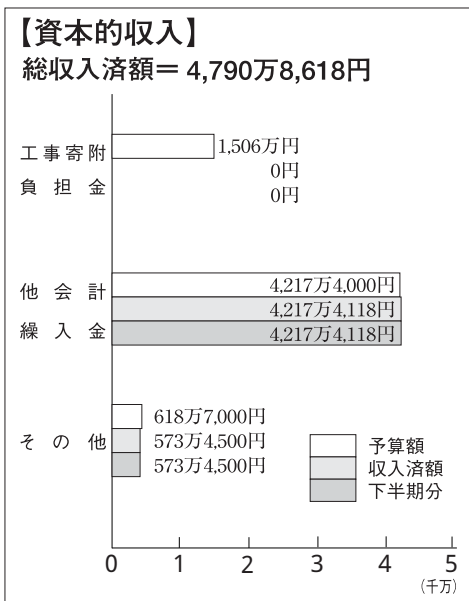 【資本的収入】
総収入済額＝4,790万8,618円
工事寄附
負担金
1,506万円
0円
0円
他会計
繰入金
4,217万4,000円
4,217万4,118円
4,217万4,118円
その他
618万7,000円
573万4,500円
573万4,500円
予算額
収入済額
下半期分
0 1 2 3 4 5
（千万）